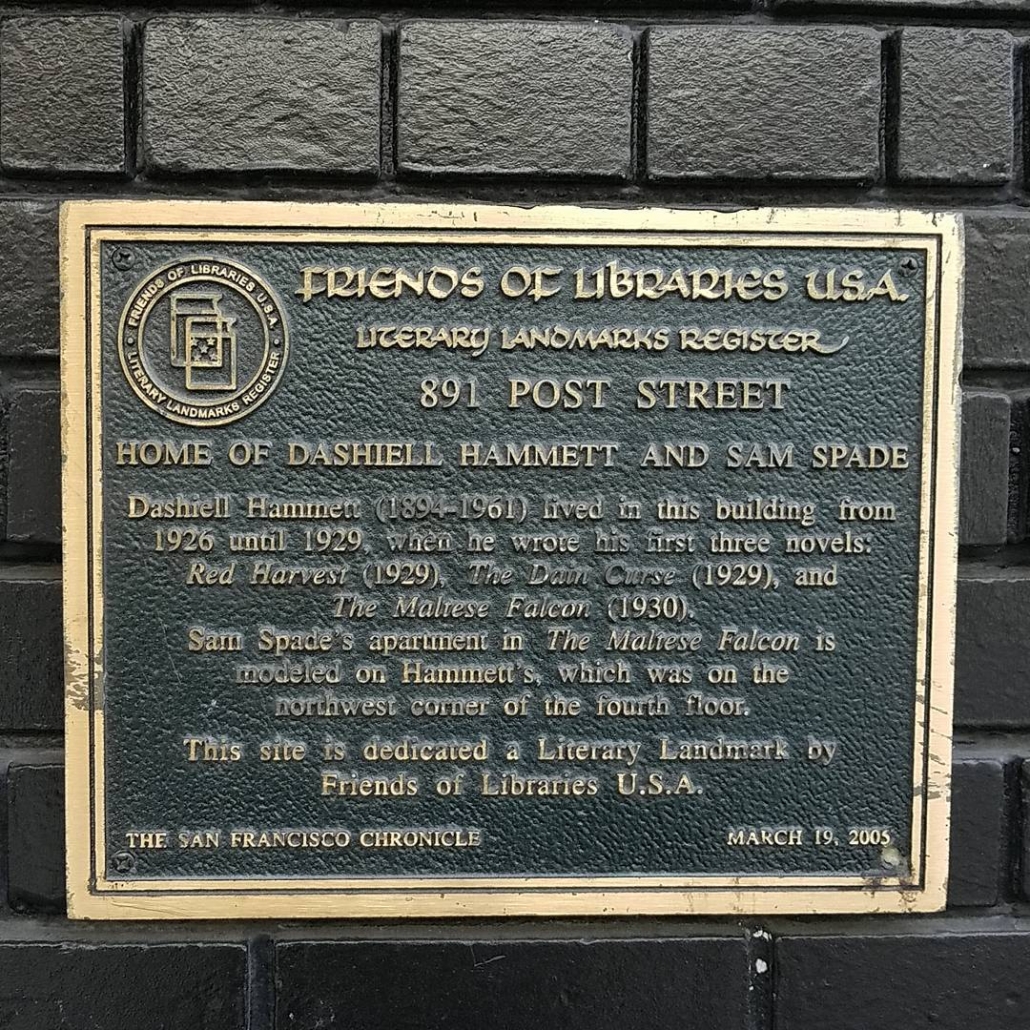 FRIENDS OF LIBRARIES U.S.A.
LITERARY LANDMARKS REGISTER
FRIENDS OF LIBRARIES U.S.A.
LITERARY LANDMARKS REGISTER
891 POST STREET
HOME OF DASHIELL HAMMETT AND SAM SPADE
Dashiell Hammett (1894-1961) lived in this building from
1926 until 1929, when he wrote his first three novels:
Red Harvest (1929), The Dain Curse (1929), and
The Maltese Falcon (1930).
Sam Spade's apartment in The Maltese Falcon is
modeled on Hammett's, which was on the
northwest corner of the fourth floor.
This site is dedicated a Literary Landmark by
Friends of Libraries U.S.A.
THE SAN FRANCISCO CHRONICLE
MARCH 19, 2005